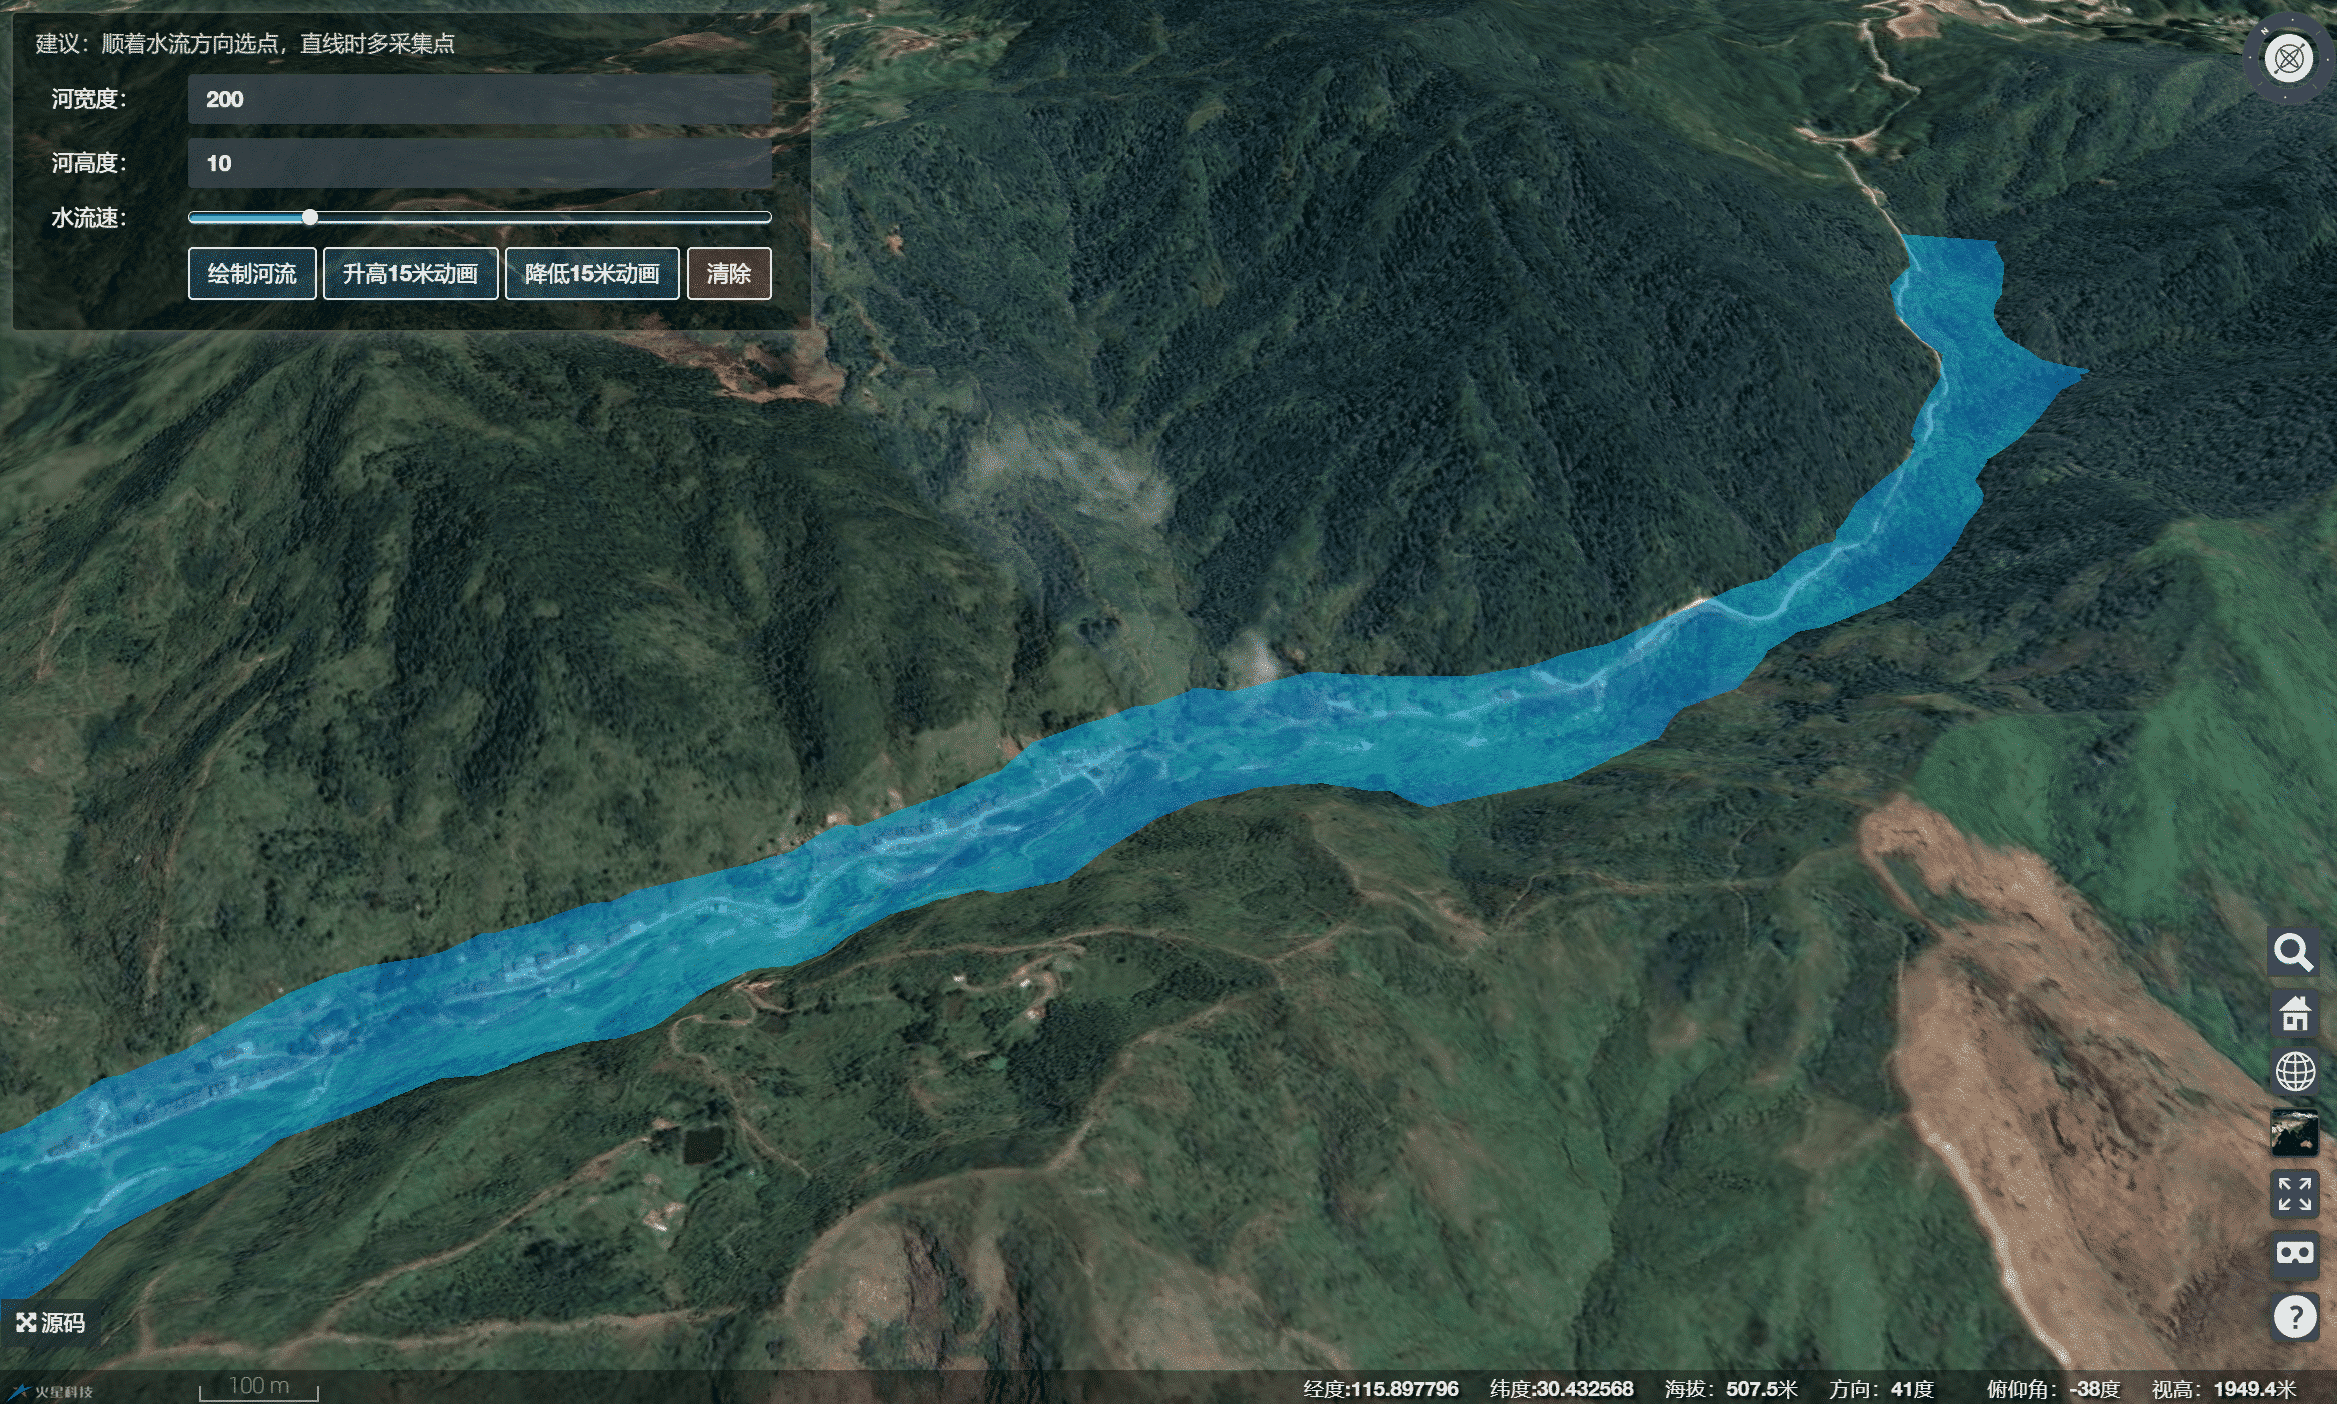 建议：顺着水流方向选点，直线时多采集点
河宽度： 200
河高度： 10
水流速：
绘制河流 升高15米动画 降低15米动画 清除
N
源码
火星科技 100 m 经度:115.897796 纬度:30.432568 海拔：507.5米 方向：41度 俯仰角：-38度 视高：1949.4米